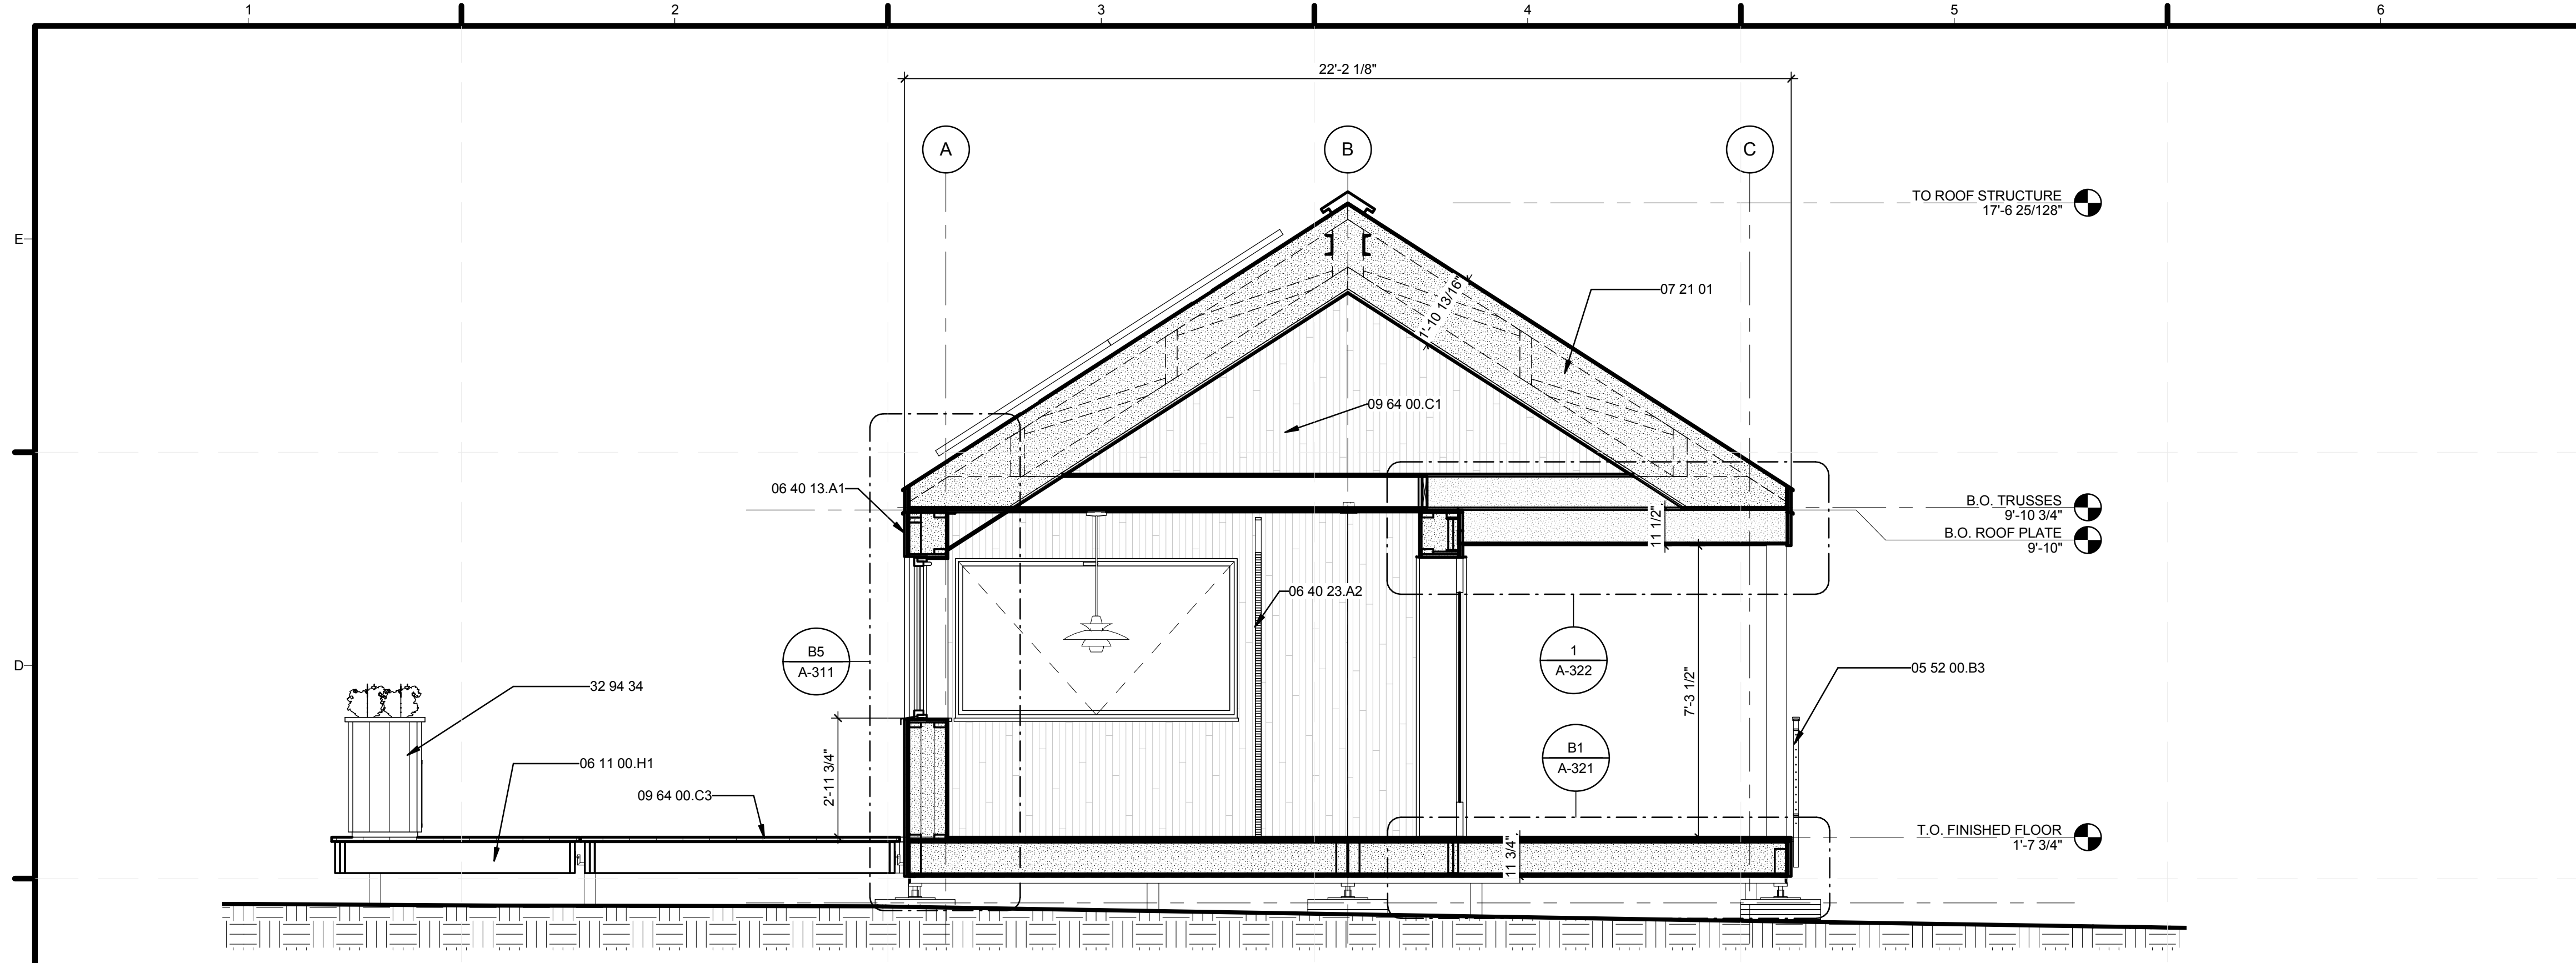 1
2
3
4
5
6
22'-2 1/8"
A
B
C
TO ROOF STRUCTURE
17'-6 25/128"
E
1'-10 13/16"
07 21 01
09 64 00.C1
06 40 13.A1
B.O. TRUSSES
9'-10 3/4"
11 1/2"
B.O. ROOF PLATE
9'-10"
06 40 23.A2
B5
A-311
1
A-322
D
05 52 00.B3
32 94 34
7'-3 1/2"
B1
A-321
06 11 00.H1
2'-11 3/4"
09 64 00.C3
T.O. FINISHED FLOOR
1'-7 3/4"
11 3/4"